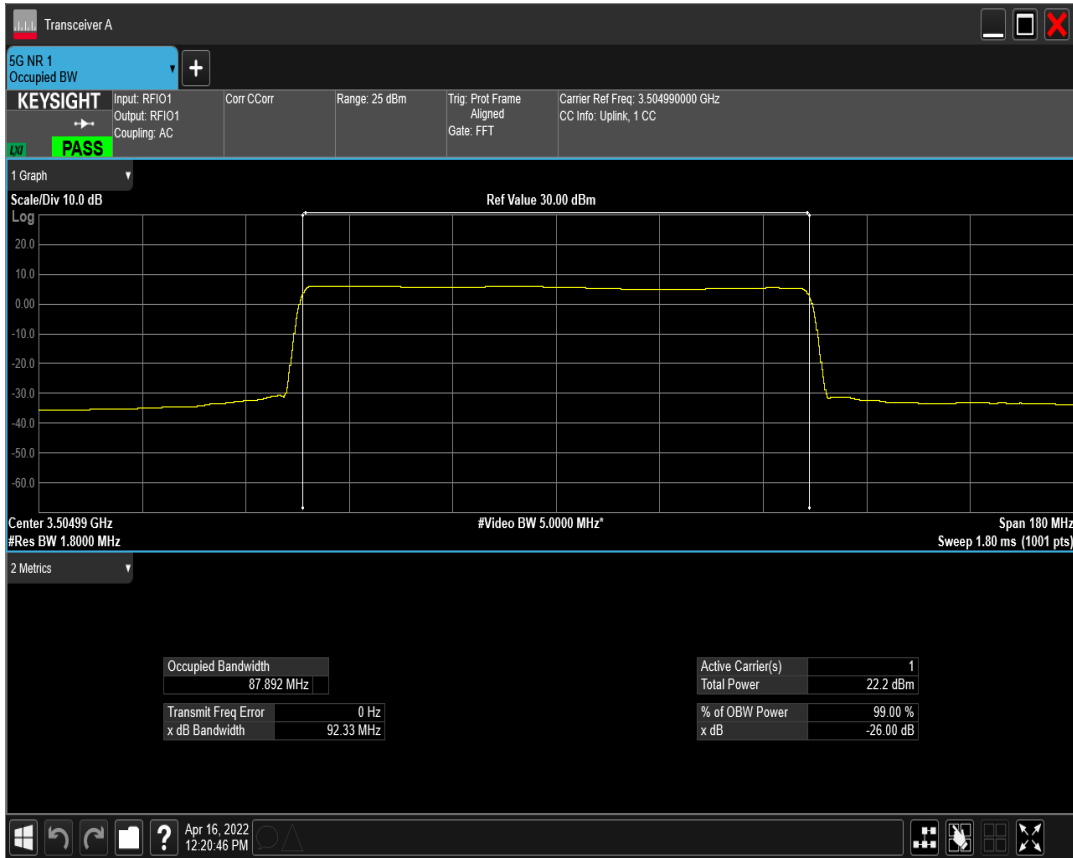 Transceiver A
5G NR 1
Occupied BW
KEYSIGHT
LXI
PASS
Input: RFIO1
Output: RFIO1
Coupling: AC
Corr CCorr
Range: 25 dBm
Trig: Prot Frame
Aligned
Gate: FFT
Carrier Ref Freq: 3.504990000 GHz
CC Info: Uplink, 1 CC
1 Graph
Scale/Div 10.0 dB
Ref Value 30.00 dBm
Log
20.0
10.0
0.00
-10.0
-20.0
-30.0
-40.0
-50.0
-60.0
Center 3.50499 GHz
#Video BW 5.0000 MHz*
Span 180 MHz
#Res BW 1.8000 MHz
Sweep 1.80 ms (1001 pts)
2 Metrics
Occupied Bandwidth
87.892 MHz
Transmit Freq Error 0 Hz
x dB Bandwidth 92.33 MHz
Active Carrier(s) 1
Total Power 22.2 dBm
% of OBW Power 99.00 %
x dB -26.00 dB
?
Apr 16, 2022
12:20:46 PM